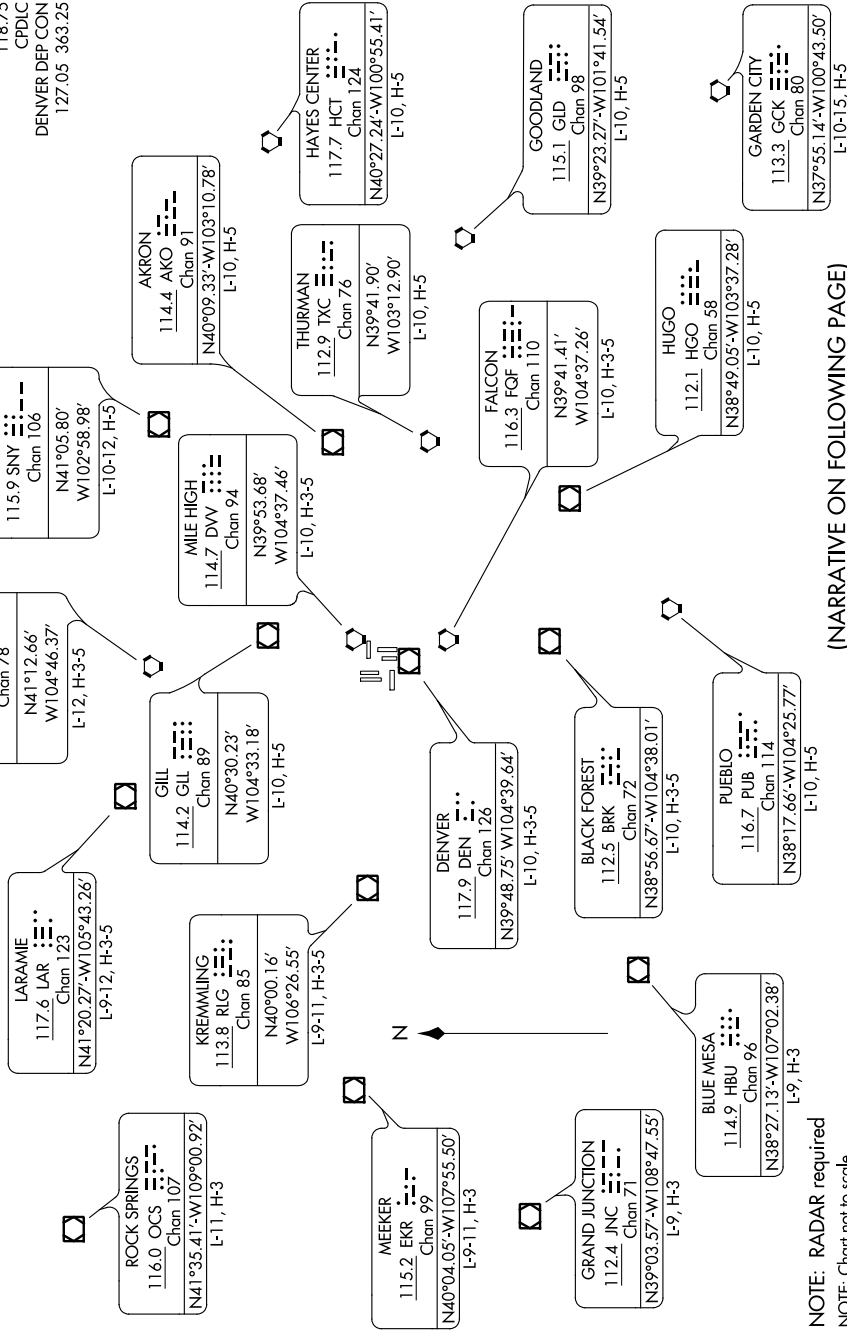 118.75
CPDLC
DENVER DEP CON
127.05 363.25
115.9 SNY
Chan 106
N41°05.80′
W102°58.98′
L-10-12, H-5
Chan 78
N41°12.66′
W104°46.37′
L-12, H-3-5
LARAMIE
117.6 LAR
Chan 123
N41°20.27′-W105°43.26′
L-9-12, H-3-5
ROCK SPRINGS
116.0 OCS
Chan 107
N41°35.41′-W109°00.92′
L-11, H-3
AKRON
114.4 AKO
Chan 91
N40°09.33′-W103°10.78′
L-10, H-5
HAYES CENTER
117.7 HCT
Chan 124
N40°27.24′-W100°55.41′
L-10, H-5
MILE HIGH
114.7 DVV
Chan 94
N39°53.68′
W104°37.46′
L-10, H-3-5
GILL
114.2 GLL
Chan 89
N40°30.23′
W104°33.18′
L-10, H-5
KREMMLING
113.8 RLG
Chan 85
N40°00.16′
W106°26.55′
L-9-11, H-3-5
THURMAN
112.9 TXC
Chan 76
N39°41.90′
W103°12.90′
L-10, H-5
N
MEEKER
115.2 EKR
Chan 99
N40°04.05′-W107°55.50′
L-9-11, H-3
DENVER
117.9 DEN
Chan 126
N39°48.75′ W104°39.64′
L-10, H-3-5
FALCON
116.3 FQF
Chan 110
N39°41.41′
W104°37.26′
L-10, H-3-5
GOODLAND
115.1 GLD
Chan 98
N39°23.27′-W101°41.54′
L-10, H-5
GRAND JUNCTION
112.4 JNC
Chan 71
N39°03.57′-W108°47.55′
L-9, H-3
BLACK FOREST
112.5 BRK
Chan 72
N38°56.67′-W104°38.01′
L-10, H-3-5
HUGO
112.1 HGO
Chan 58
N38°49.05′-W103°37.28′
L-10, H-5
BLUE MESA
114.9 HBU
Chan 96
N38°27.13′-W107°02.38′
L-9, H-3
PUEBLO
116.7 PUB
Chan 114
N38°17.66′-W104°25.77′
L-10, H-5
GARDEN CITY
113.3 GCK
Chan 80
N37°55.14′-W100°43.50′
L-10-15, H-5
NOTE: RADAR required
NOTE: Chart not to scale
(NARRATIVE ON FOLLOWING PAGE)